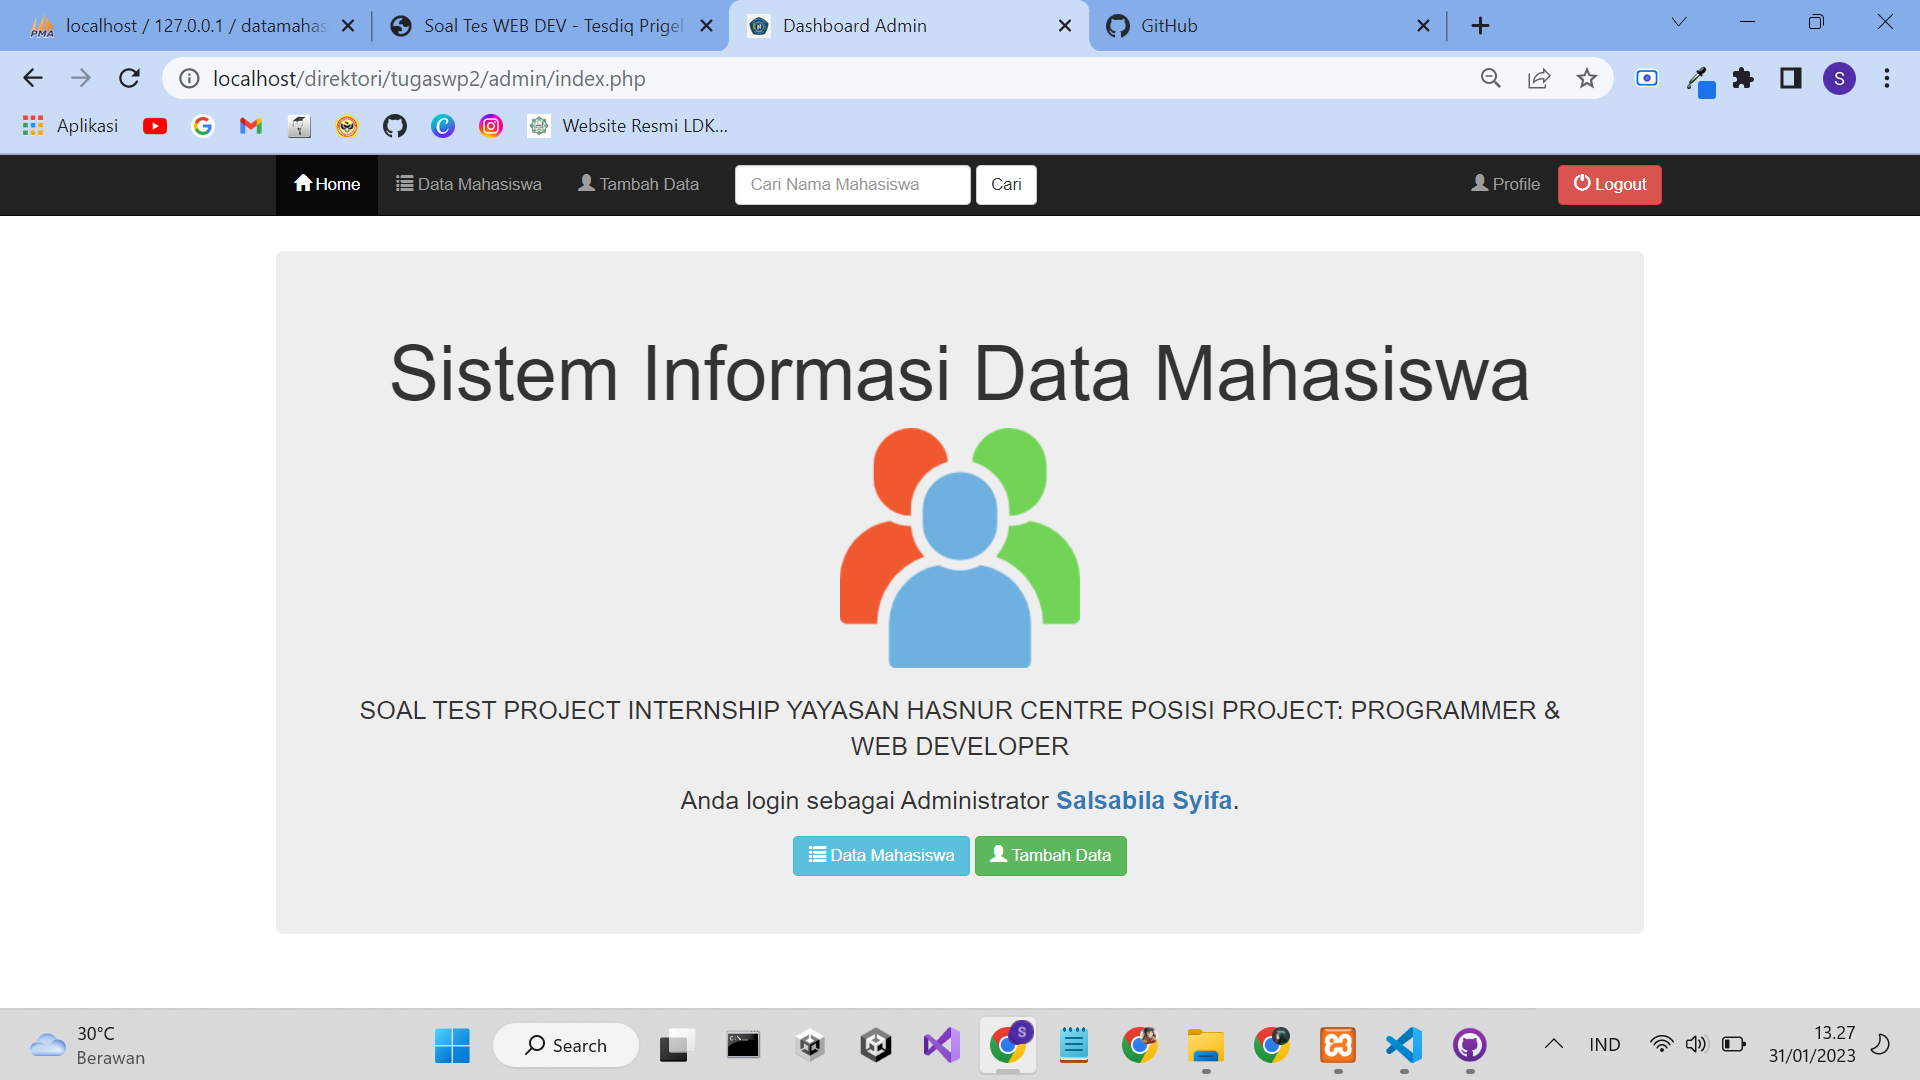 localhost / 127.0.0.1 / datamahas
Soal Tes WEB DEV - Tesdiq Prigel
Dashboard Admin
GitHub
localhost/direktori/tugaswp2/admin/index.php
S
Aplikasi
Website Resmi LDK...
Home
Data Mahasiswa
Tambah Data
Cari Nama Mahasiswa
Cari
Profile
Logout
Sistem Informasi Data Mahasiswa
SOAL TEST PROJECT INTERNSHIP YAYASAN HASNUR CENTRE POSISI PROJECT: PROGRAMMER &
WEB DEVELOPER
Anda login sebagai Administrator Salsabila Syifa.
Data Mahasiswa
Tambah Data
30°C
Berawan
Search
S
IND
13.27
31/01/2023